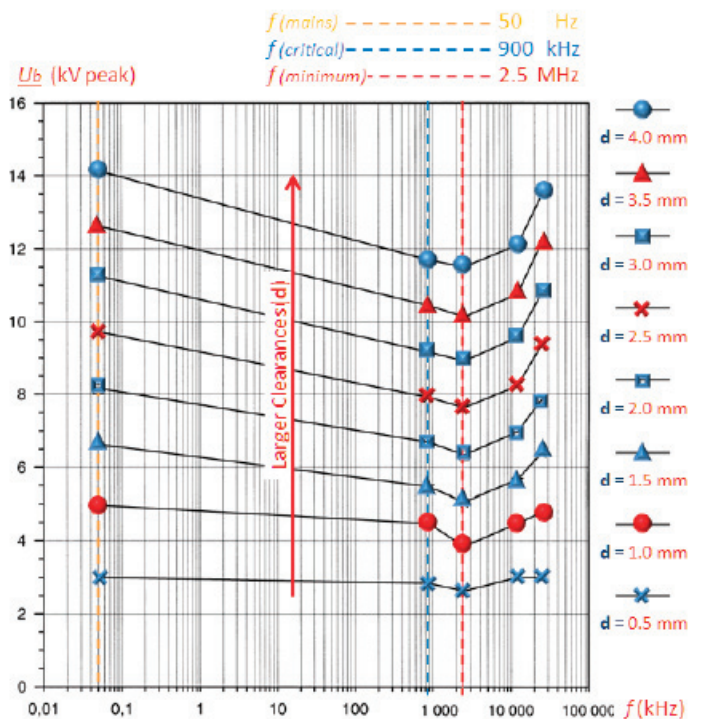 f(mains) 50 Hz
f(critical) 900 kHz
f(minimum) 2.5 MHz
Ub (kV peak)
16
14
12
10
8
6
4
2
0
Larger Clearances(d)
0,01 0,1 1 10 100 1 000 10 000 100 000 f(kHz)
d = 4.0 mm
d = 3.5 mm
d = 3.0 mm
d = 2.5 mm
d = 2.0 mm
d = 1.5 mm
d = 1.0 mm
d = 0.5 mm